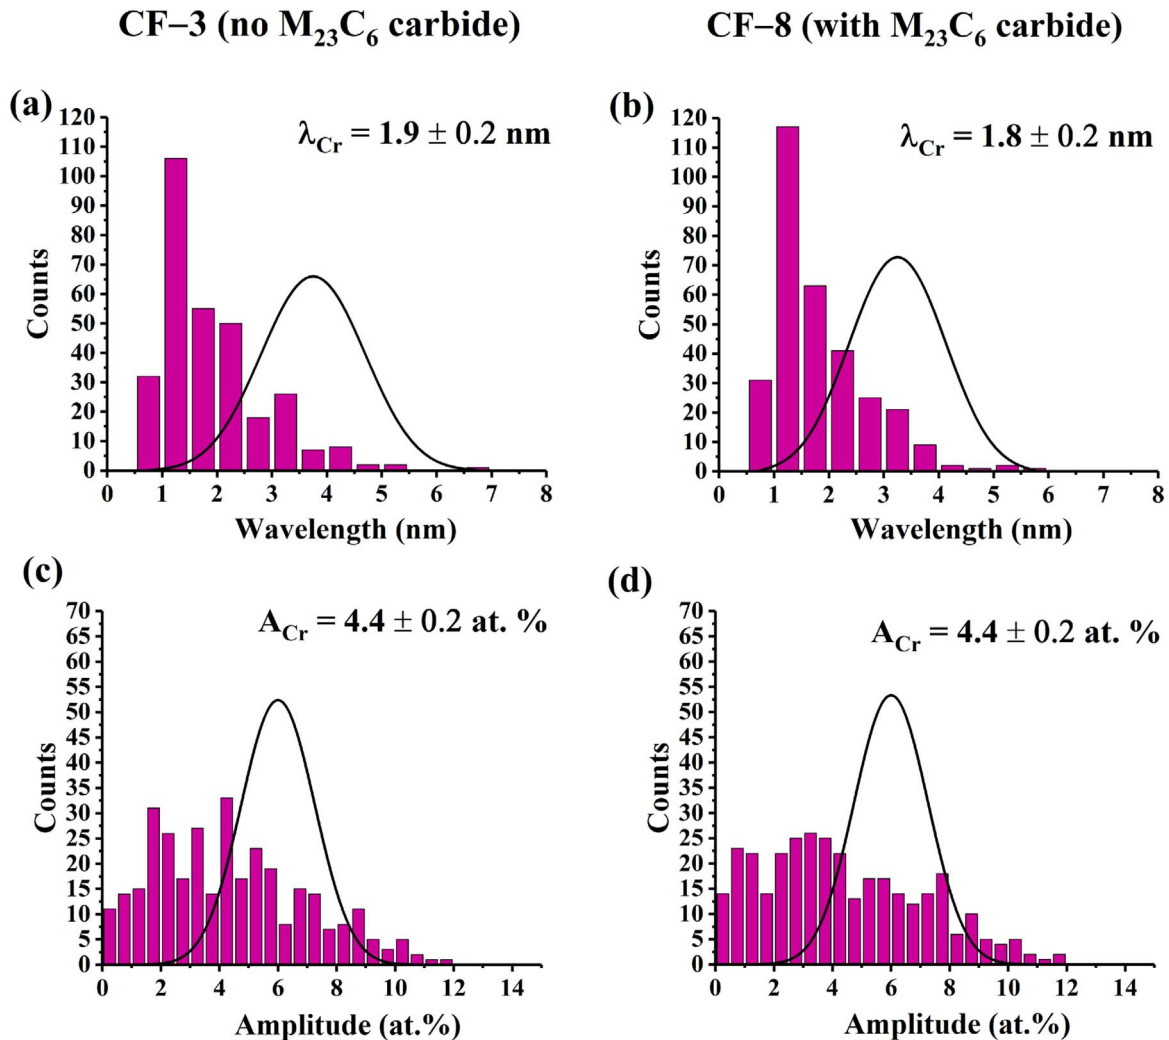 CF–3 (no M₂₃C₆ carbide)
CF–8 (with M₂₃C₆ carbide)
(a)
λCr = 1.9 ± 0.2 nm
120
110
100
90
80
70
60
50
40
30
20
10
0
Counts
0 1 2 3 4 5 6 7 8
Wavelength (nm)
(b)
λCr = 1.8 ± 0.2 nm
120
110
100
90
80
70
60
50
40
30
20
10
0
Counts
0 1 2 3 4 5 6 7 8
Wavelength (nm)
(c)
ACr = 4.4 ± 0.2 at. %
70
65
60
55
50
45
40
35
30
25
20
15
10
5
0
Counts
0 2 4 6 8 10 12 14
Amplitude (at.%)
(d)
ACr = 4.4 ± 0.2 at. %
70
65
60
55
50
45
40
35
30
25
20
15
10
5
0
Counts
0 2 4 6 8 10 12 14
Amplitude (at.%)